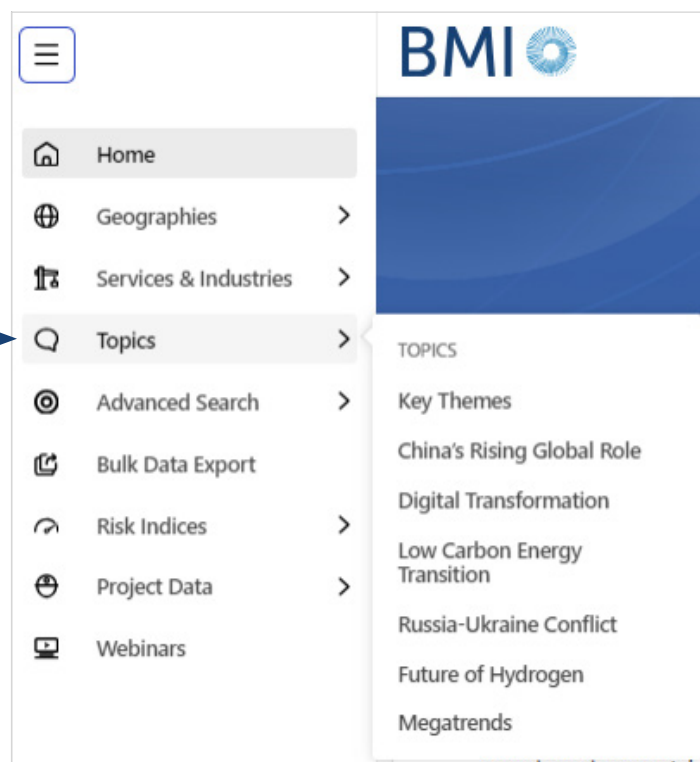 BMI
Home
Geographies
Services & Industries
Topics
Advanced Search
Bulk Data Export
Risk Indices
Project Data
Webinars
TOPICS
Key Themes
China's Rising Global Role
Digital Transformation
Low Carbon Energy
Transition
Russia-Ukraine Conflict
Future of Hydrogen
Megatrends